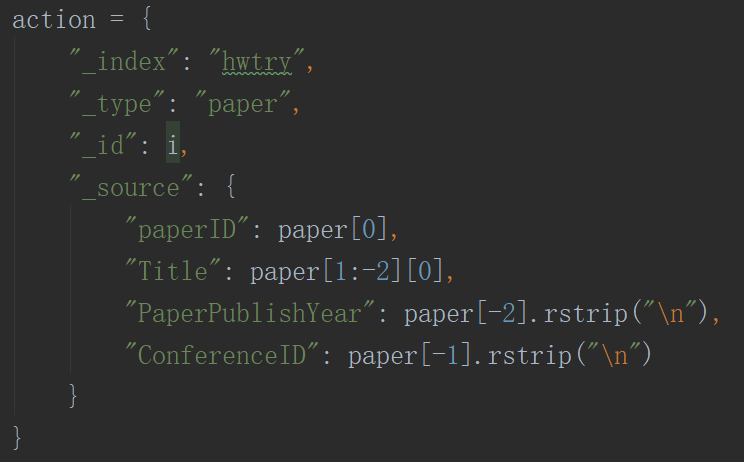 action = {
    "_index": "hwtry",
    "_type": "paper",
    "_id": i,
    "_source": {
        "paperID": paper[0],
        "Title": paper[1:-2][0],
        "PaperPublishYear": paper[-2].rstrip("\n"),
        "ConferenceID": paper[-1].rstrip("\n")
    }
}